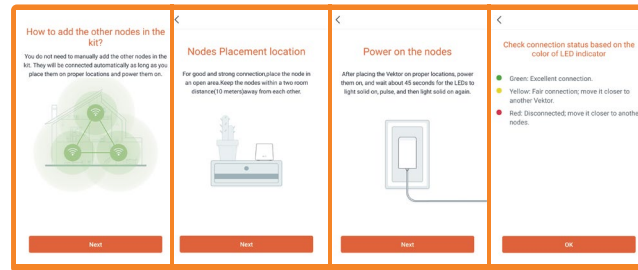 How to add the other nodes in the
kit?
You do not need to manually add the other nodes in the
kit. They will be connected automatically as long as you
place them on proper locations and power them on.
Next
Nodes Placement location
For good and strong connection,place the node in
an open area.Keep the nodes within a two room
distance(10 meters)away from each other.
Next
Power on the nodes
After placing the Vektor on proper locations, power
them on, and wait about 45 seconds for the LEDs to
light solid on, pulse, and then light solid on again.
Next
Check connection status based on the
color of LED indicator
Green: Excellent connection.
Yellow: Fair connection; move it closer to
another Vektor.
Red: Disconnected; move it closer to anothe
nodes.
OK